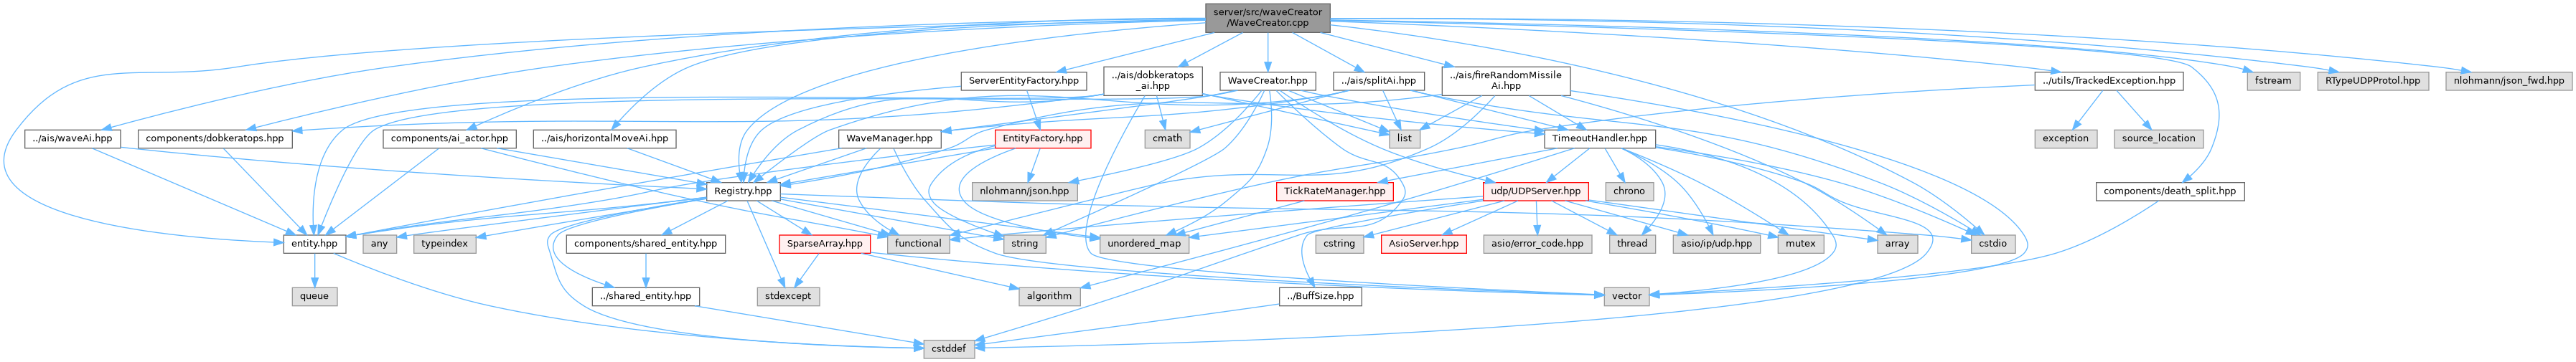 server/src/waveCreator
/WaveCreator.cpp
ServerEntityFactory.hpp
../ais/dobkeratops
_ai.hpp
WaveCreator.hpp
../ais/splitAi.hpp
../ais/fireRandomMissile
Ai.hpp
../utils/TrackedException.hpp
fstream
RTypeUDPProtol.hpp
nlohmann/json_fwd.hpp
../ais/waveAi.hpp
components/dobkeratops.hpp
components/ai_actor.hpp
../ais/horizontalMoveAi.hpp
WaveManager.hpp
EntityFactory.hpp
cmath
list
TimeoutHandler.hpp
exception
source_location
Registry.hpp
nlohmann/json.hpp
TickRateManager.hpp
udp/UDPServer.hpp
chrono
components/death_split.hpp
entity.hpp
any
typeindex
components/shared_entity.hpp
SparseArray.hpp
functional
string
unordered_map
cstring
AsioServer.hpp
asio/error_code.hpp
thread
asio/ip/udp.hpp
mutex
array
cstdio
queue
../shared_entity.hpp
stdexcept
algorithm
../BuffSize.hpp
vector
cstddef